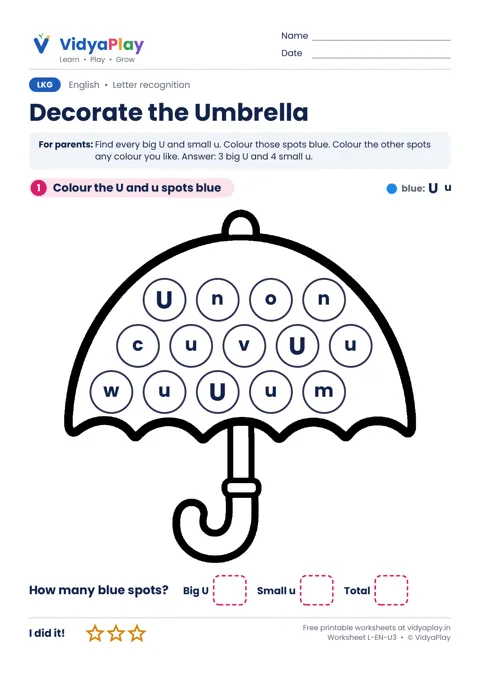 VidyaPlay
Learn • Play • Grow
Name
Date
LKG English • Letter recognition
Decorate the Umbrella
For parents: Find every big U and small u. Colour those spots blue. Colour the other spots
any colour you like. Answer: 3 big U and 4 small u.
1 Colour the U and u spots blue
blue: U u
U n o n
c u v U u
w u U u m
How many blue spots? Big U Small u Total
I did it!
Free printable worksheets at vidyaplay.in
Worksheet L-EN-U3 • © VidyaPlay